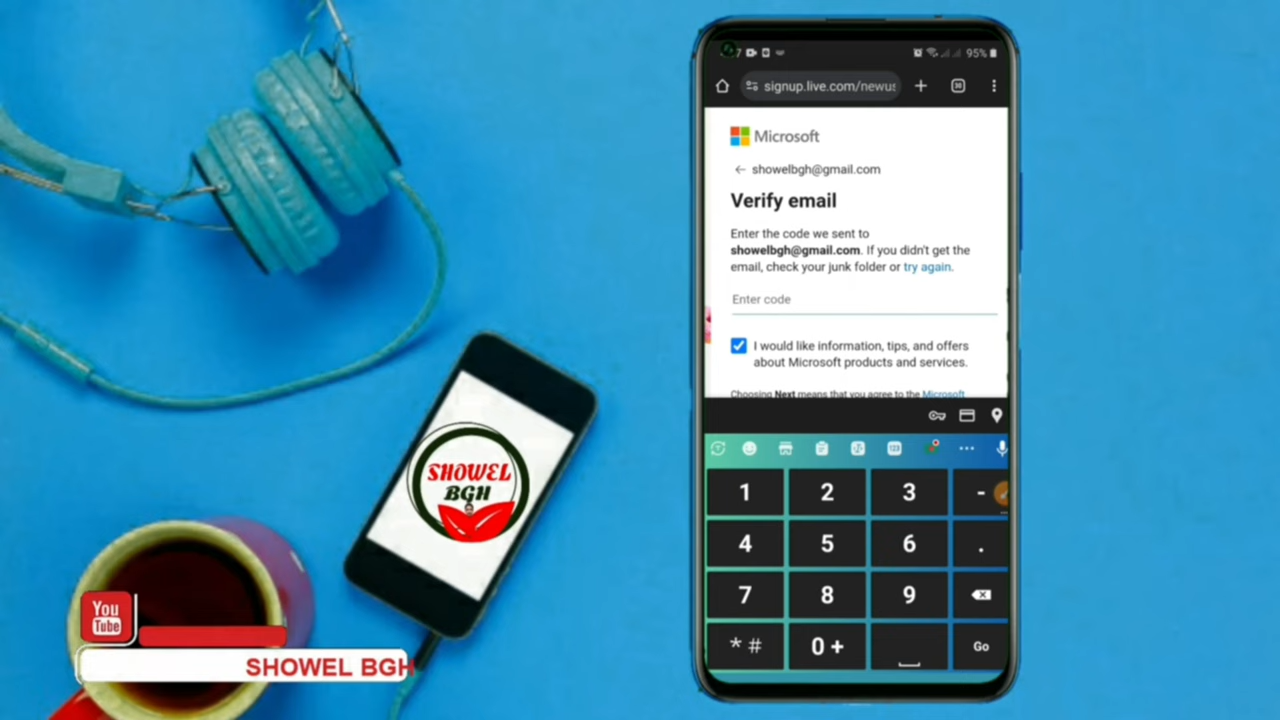 95%
signup.live.com/newus
Microsoft
showelbgh@gmail.com
Verify email
Enter the code we sent to
showelbgh@gmail.com. If you didn't get the
email, check your junk folder or try again.
Enter code
I would like information, tips, and offers
about Microsoft products and services.
Choosing Next means that you agree to the Microsoft
1 2 3 -
4 5 6 .
7 8 9
* # 0 +
Go
SHOWEL
BGH
You
Tube
SHOWEL BGH